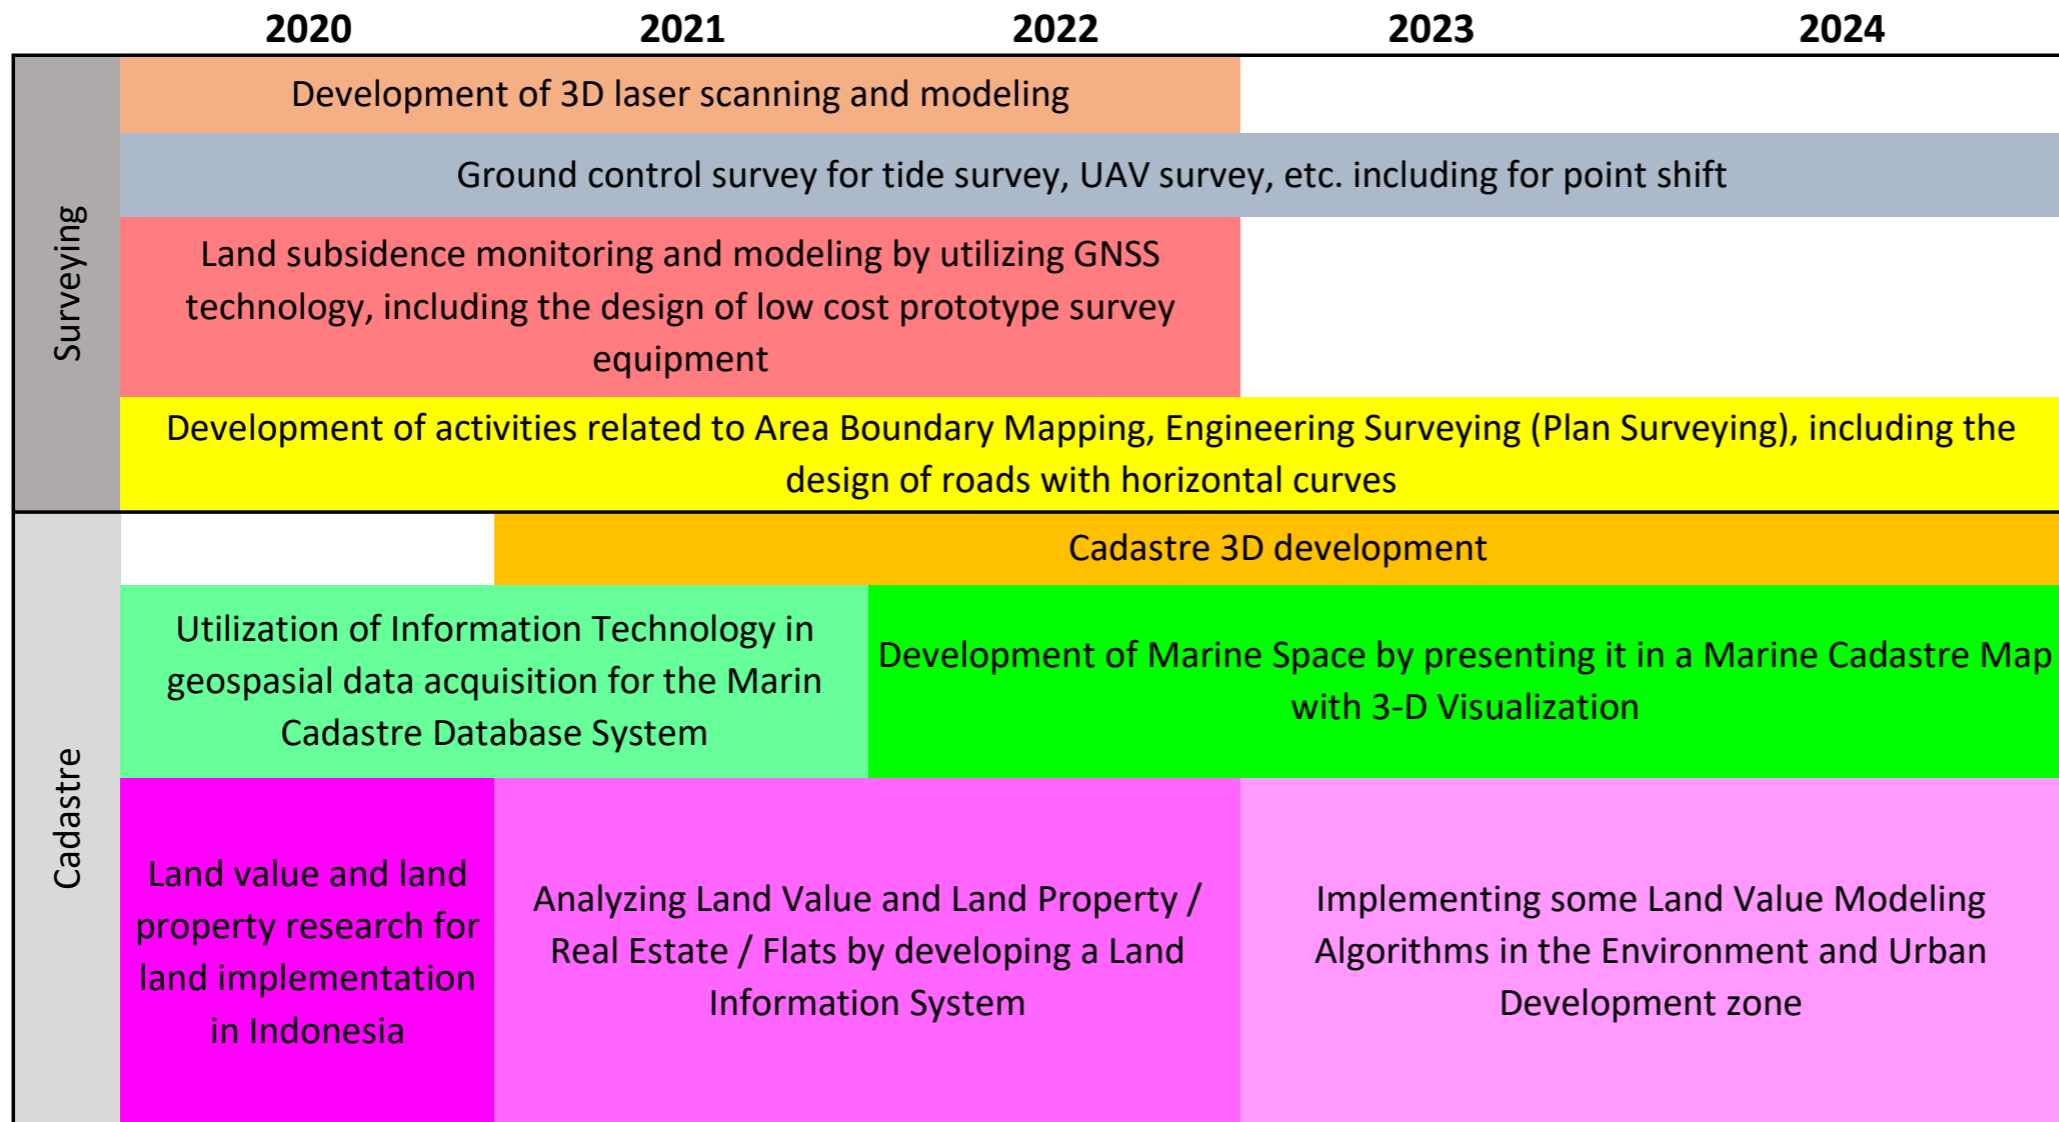 2020 2021 2022 2023 2024
Surveying
Development of 3D laser scanning and modeling
Ground control survey for tide survey, UAV survey, etc. including for point shift
Land subsidence monitoring and modeling by utilizing GNSS
technology, including the design of low cost prototype survey
equipment
Development of activities related to Area Boundary Mapping, Engineering Surveying (Plan Surveying), including the
design of roads with horizontal curves
Cadastre
Cadastre 3D development
Utilization of Information Technology in
geospasial data acquisition for the Marin
Cadastre Database System
Development of Marine Space by presenting it in a Marine Cadastre Map
with 3-D Visualization
Land value and land
property research for
land implementation
in Indonesia
Analyzing Land Value and Land Property /
Real Estate / Flats by developing a Land
Information System
Implementing some Land Value Modeling
Algorithms in the Environment and Urban
Development zone